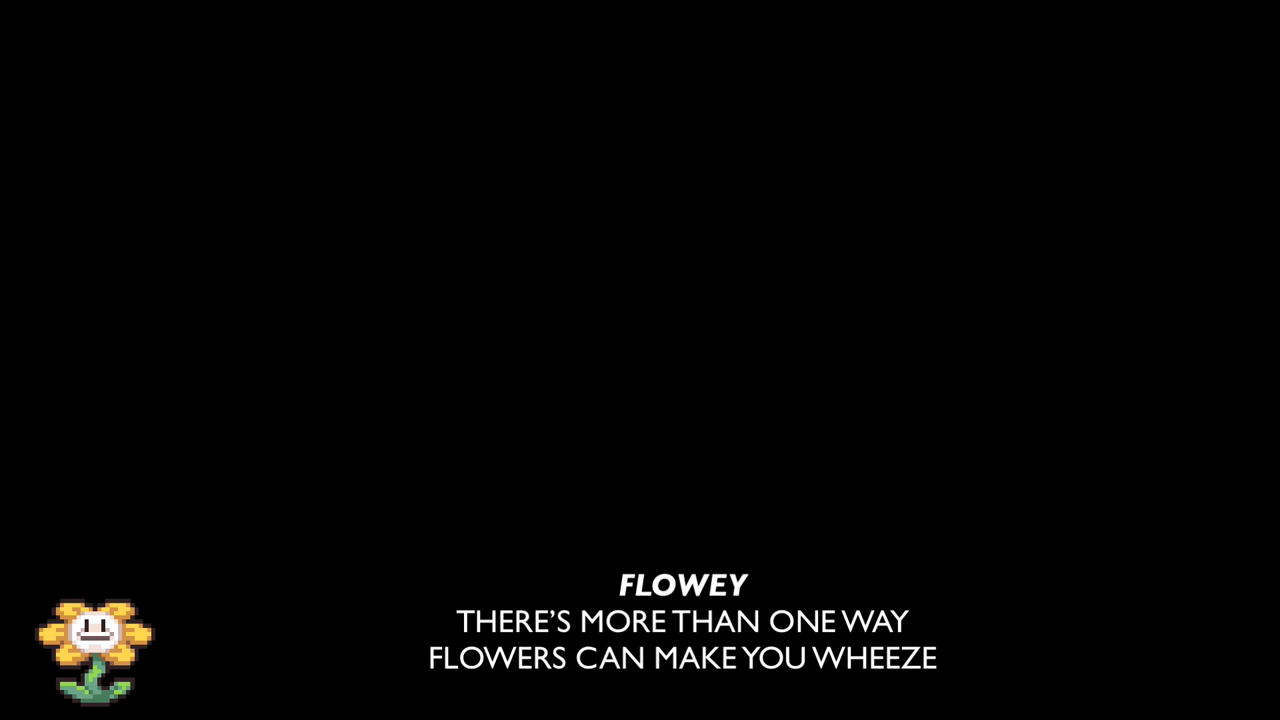 FLOWEY
THERE’S MORE THAN ONE WAY
FLOWERS CAN MAKE YOU WHEEZE